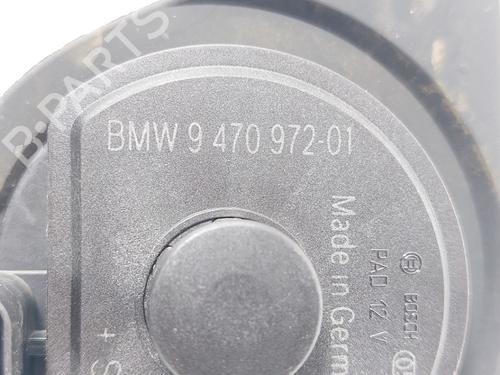 B-PARTS
BMW 9 470 972-01
Made in Germ
PAD 12 V
BOSCH
+
S